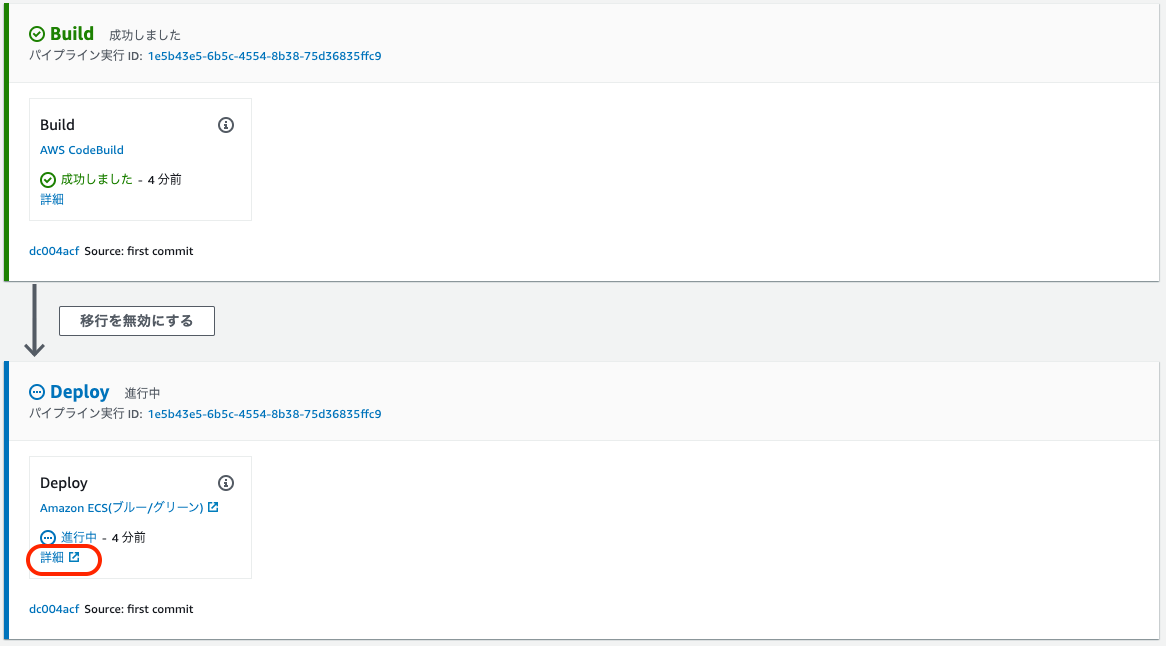 Build 成功しました
パイプライン実行 ID: 1e5b43e5-6b5c-4554-8b38-75d36835ffc9
Build
AWS CodeBuild
成功しました - 4 分前
詳細
dc004acf Source: first commit
移行を無効にする
Deploy 進行中
パイプライン実行 ID: 1e5b43e5-6b5c-4554-8b38-75d36835ffc9
Deploy
Amazon ECS(ブルー/グリーン)
進行中 - 4 分前
詳細
dc004acf Source: first commit